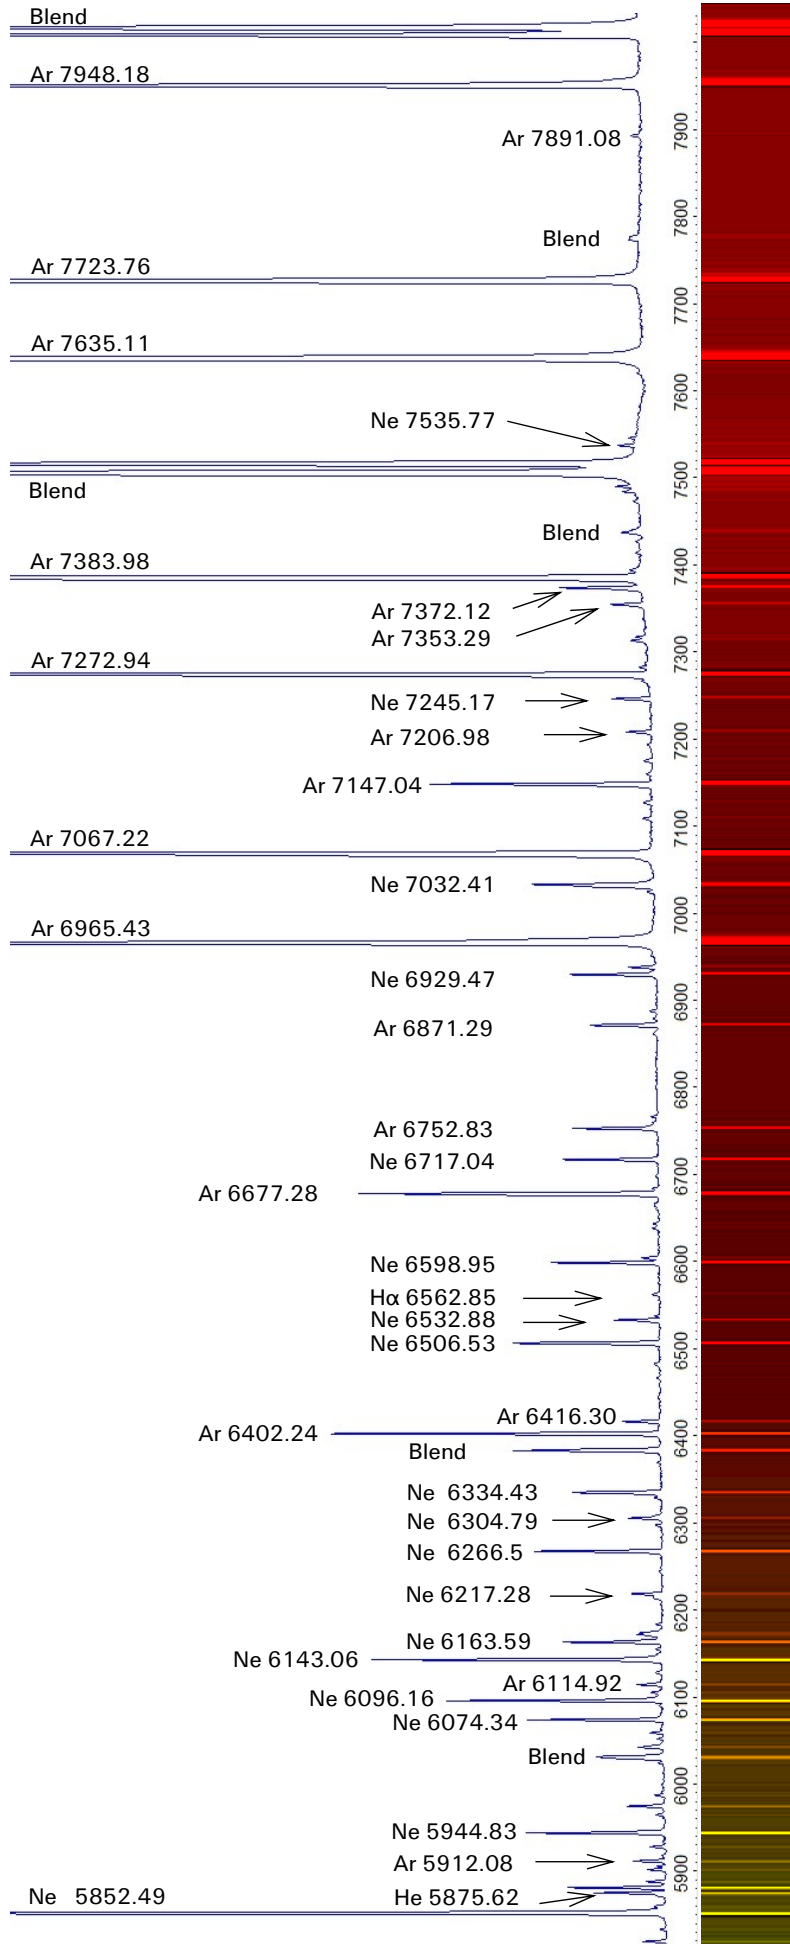 Blend
Ar 7948.18
Ar 7891.08
7900
Blend
7800
Ar 7723.76
7700
Ar 7635.11
7600
Ne 7535.77
7500
Blend
Blend
7400
Ar 7383.98
Ar 7372.12
Ar 7353.29
7300
Ar 7272.94
Ne 7245.17
7200
Ar 7206.98
Ar 7147.04
7100
Ar 7067.22
Ne 7032.41
7000
Ar 6965.43
Ne 6929.47
6900
Ar 6871.29
6800
Ar 6752.83
Ne 6717.04
6700
Ar 6677.28
6600
Ne 6598.95
Hα 6562.85
Ne 6532.88
Ne 6506.53
6500
Ar 6416.30
Ar 6402.24
6400
Blend
Ne 6334.43
Ne 6304.79
6300
Ne 6266.5
Ne 6217.28
6200
Ne 6163.59
Ne 6143.06
Ar 6114.92
Ne 6096.16
6100
Ne 6074.34
Blend
6000
Ne 5944.83
Ar 5912.08
5900
Ne 5852.49
He 5875.62